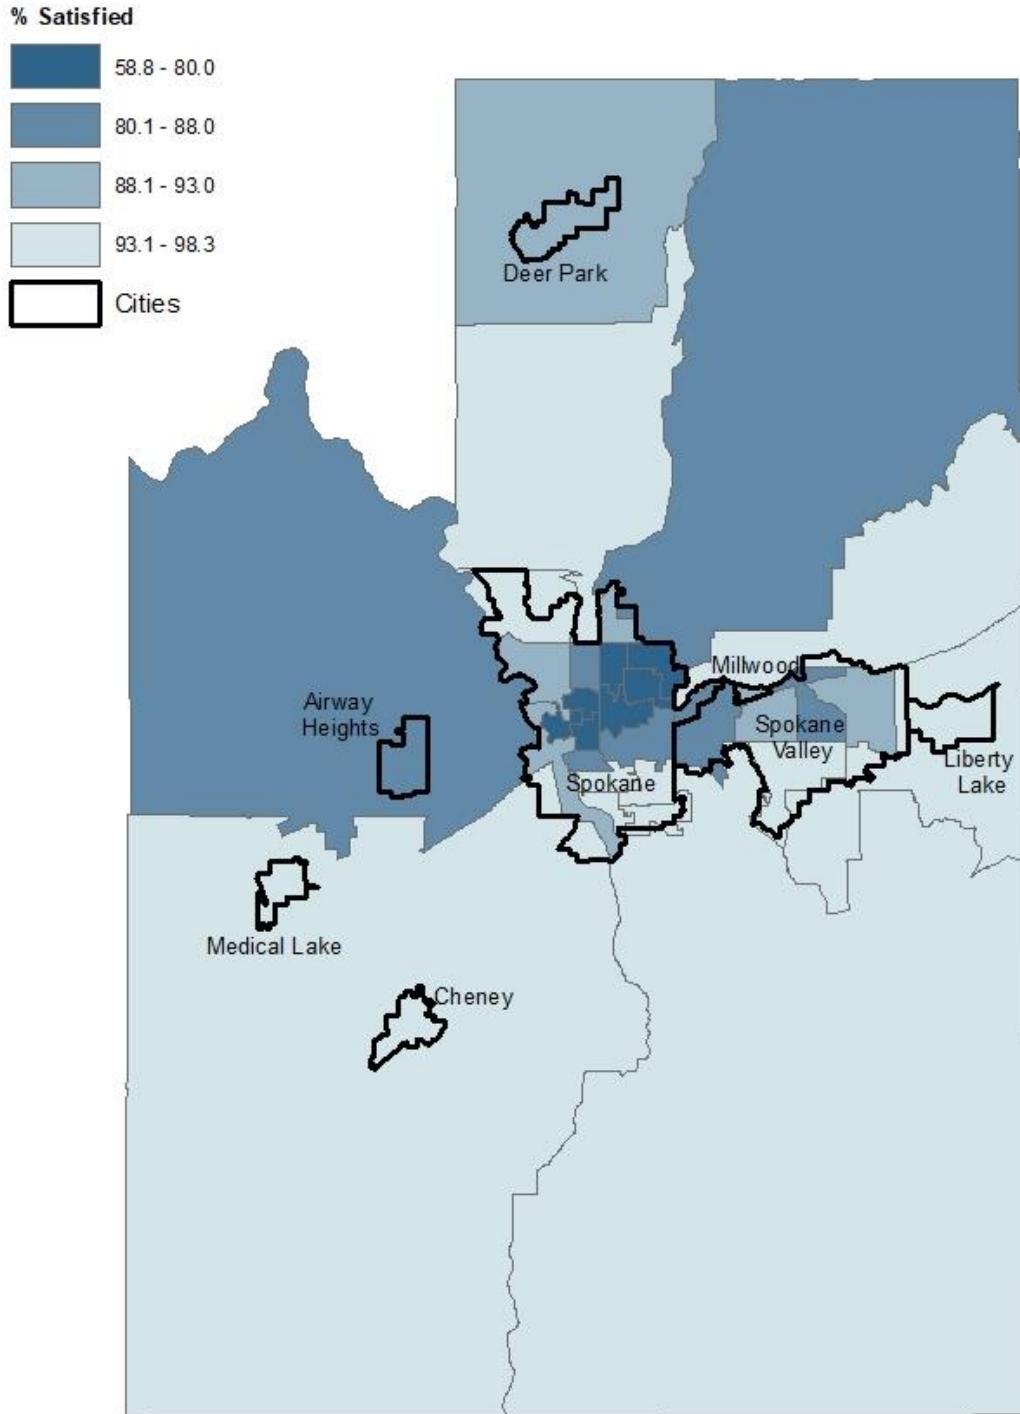 % Satisfied
58.8 - 80.0
80.1 - 88.0
88.1 - 93.0
93.1 - 98.3
Cities
Deer Park
Millwood
Airway
Heights
Spokane
Valley
Spokane
Liberty
Lake
Medical Lake
Cheney